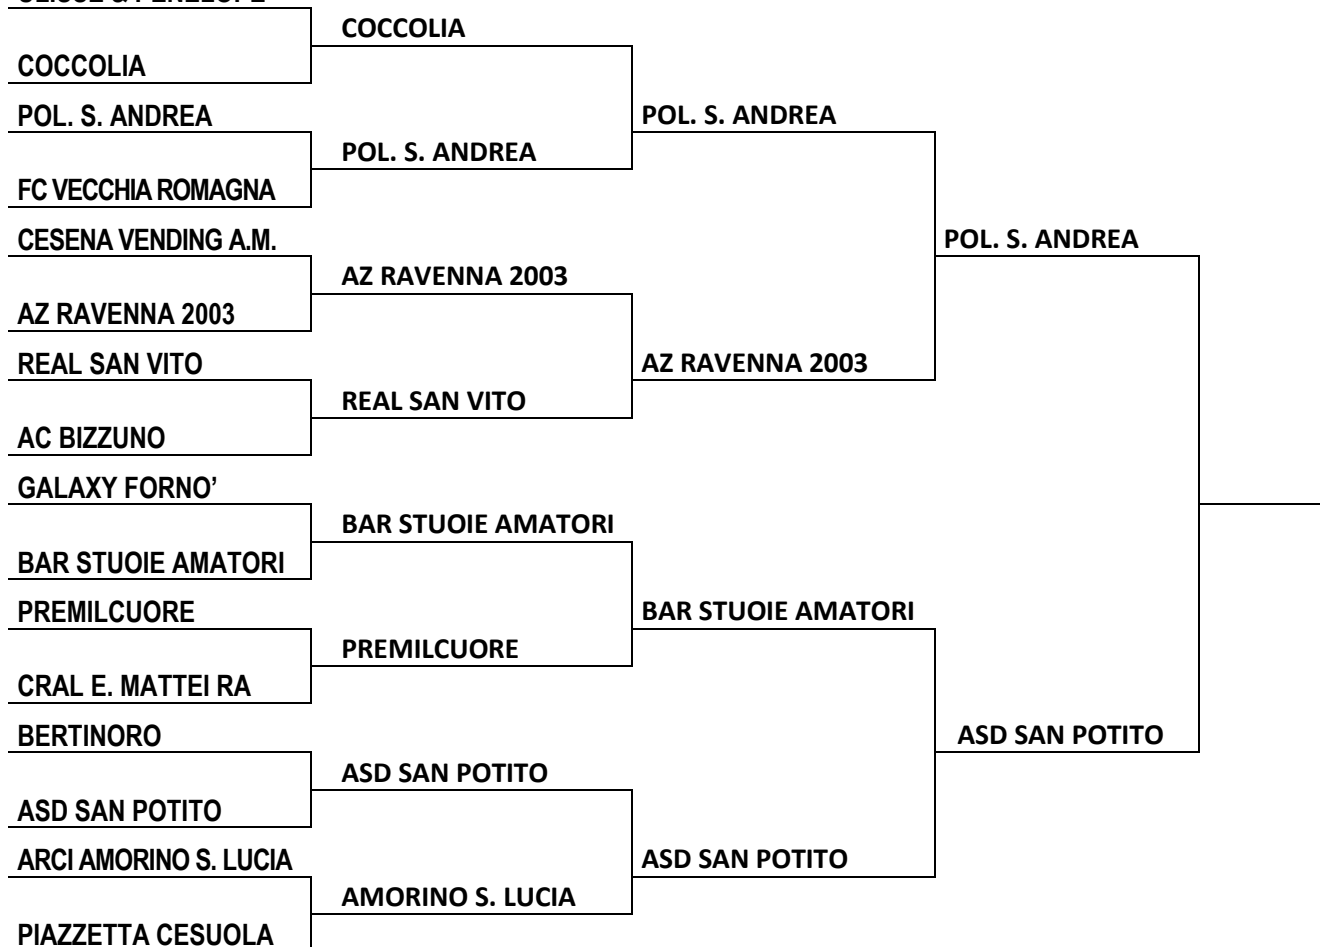 COCCOLIA
COCCOLIA
POL. S. ANDREA
POL. S. ANDREA
POL. S. ANDREA
FC VECCHIA ROMAGNA
CESENA VENDING A.M.
POL. S. ANDREA
AZ RAVENNA 2003
AZ RAVENNA 2003
REAL SAN VITO
AZ RAVENNA 2003
REAL SAN VITO
AC BIZZUNO
GALAXY FORNO’
BAR STUOIE AMATORI
BAR STUOIE AMATORI
PREMILCUORE
BAR STUOIE AMATORI
PREMILCUORE
CRAL E. MATTEI RA
BERTINORO
ASD SAN POTITO
ASD SAN POTITO
ASD SAN POTITO
ARCI AMORINO S. LUCIA
ASD SAN POTITO
AMORINO S. LUCIA
PIAZZETTA CESUOLA